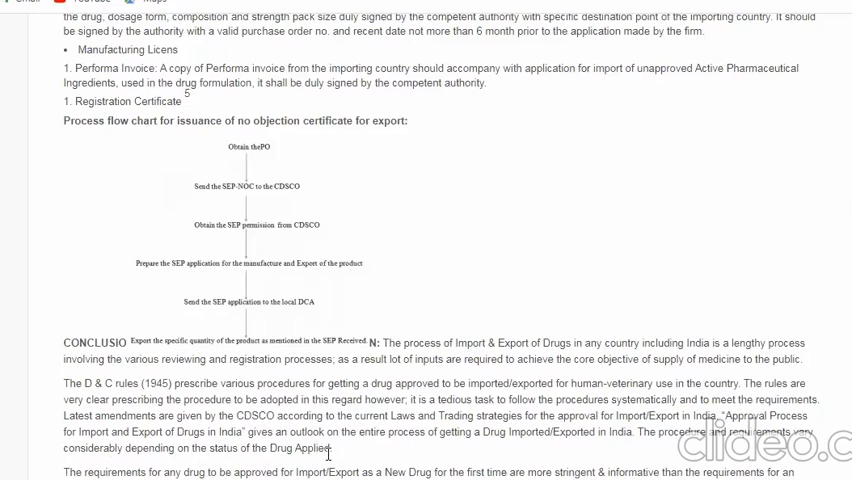 YouTube
Maps
the drug, dosage form, composition and strength pack size duly signed by the competent authority with specific destination point of the importing country. It should
be signed by the authority with a valid purchase order no. and recent date not more than 6 month prior to the application made by the firm.
• Manufacturing Licens
1. Performa Invoice: A copy of Performa invoice from the importing country should accompany with application for import of unapproved Active Pharmaceutical
Ingredients, used in the drug formulation, it shall be duly signed by the competent authority.
1. Registration Certificate 5
Process flow chart for issuance of no objection certificate for export:
Obtain thePO
Send the SEP-NOC to the CDSCO
Obtain the SEP permission from CDSCO
Prepare the SEP application for the manufacture and Export of the product
Send the SEP application to the local DCA
CONCLUSIO Export the specific quantity of the product as mentioned in the SEP Received. N: The process of Import & Export of Drugs in any country including India is a lengthy process
involving the various reviewing and registration processes; as a result lot of inputs are required to achieve the core objective of supply of medicine to the public.
The D & C rules (1945) prescribe various procedures for getting a drug approved to be imported/exported for human-veterinary use in the country. The rules are
very clear prescribing the procedure to be adopted in this regard however; it is a tedious task to follow the procedures systematically and to meet the requirements.
Latest amendments are given by the CDSCO according to the current Laws and Trading strategies for the approval for Import/Export in India, "Approval Process
for Import and Export of Drugs in India" gives an outlook on the entire process of getting a Drug Imported/Exported in India. The procedure and requirements vary
considerably depending on the status of the Drug Applied.
clideo.co
The requirements for any drug to be approved for Import/Export as a New Drug for the first time are more stringent & informative than the requirements for an